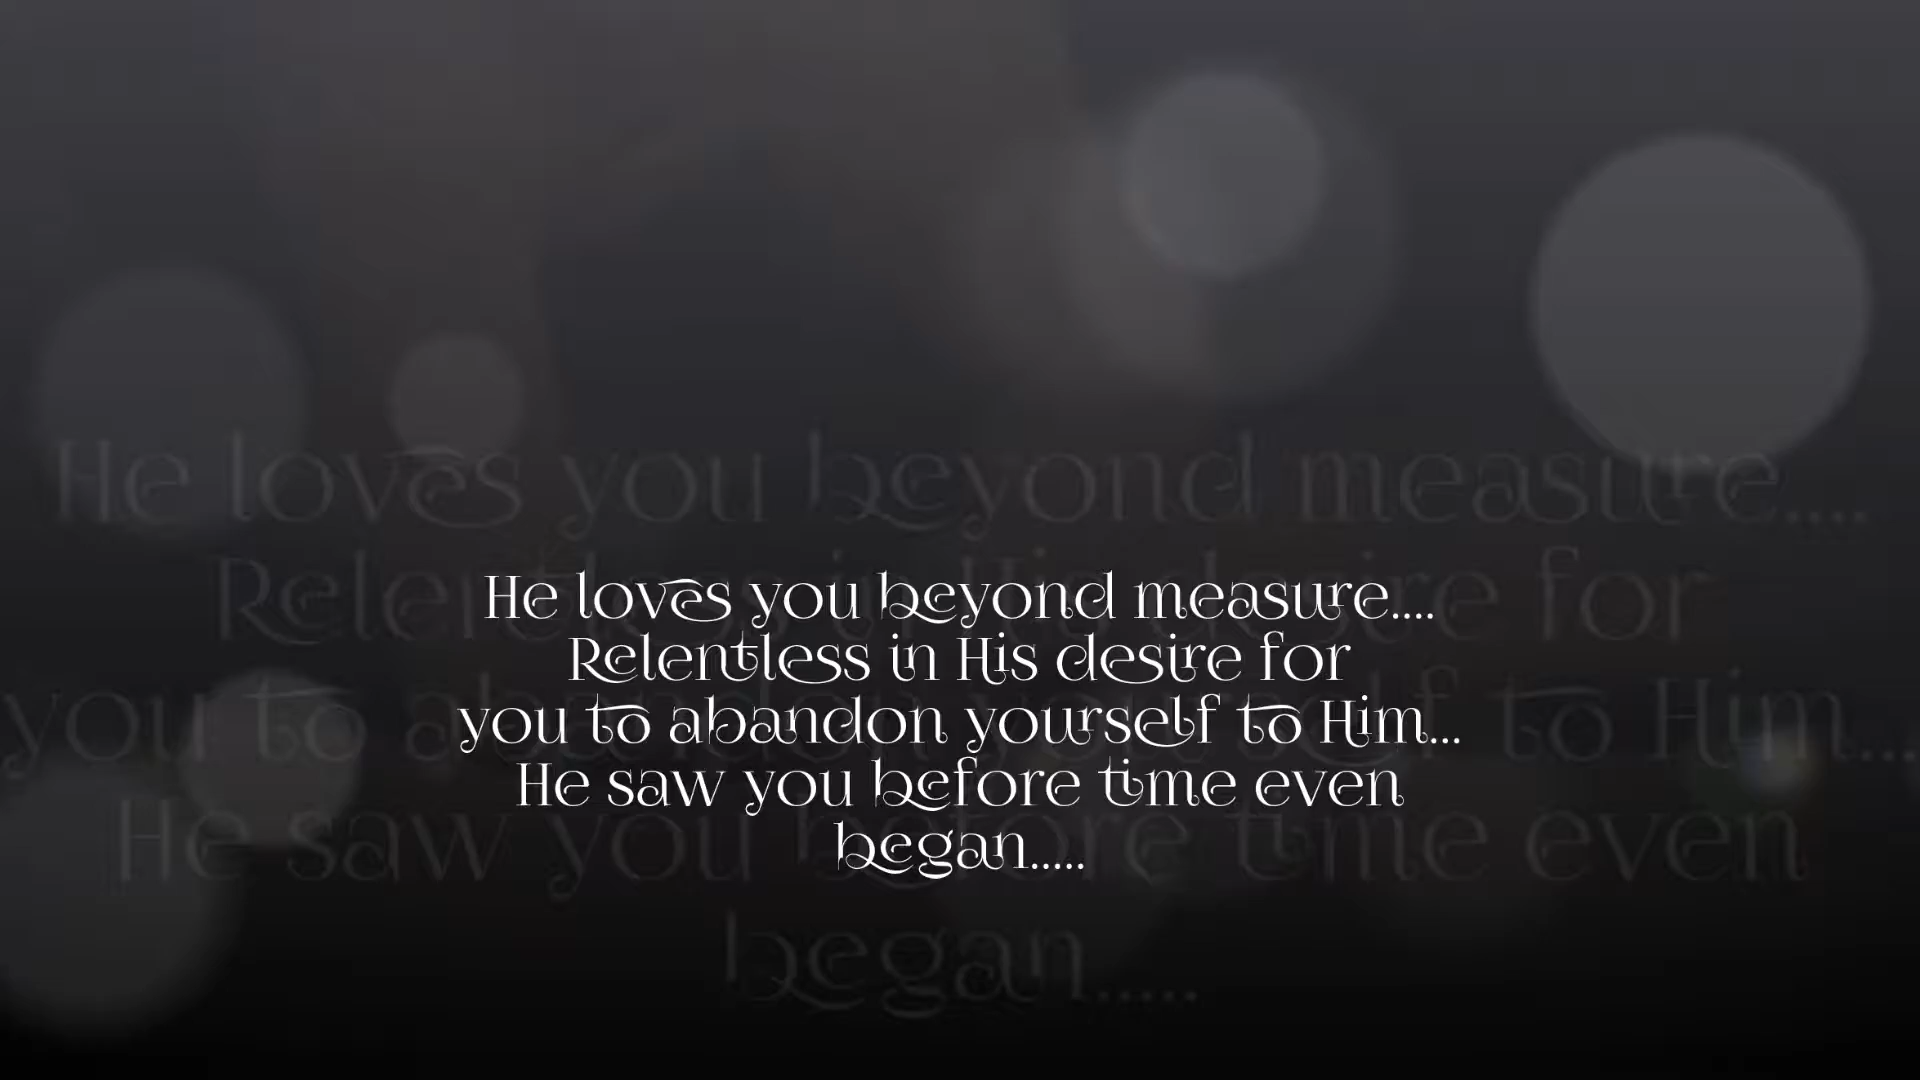 He loves you beyond measure....
Relentless in His desire for
you to abandon yourself to Him...
He saw you before time even
began.....